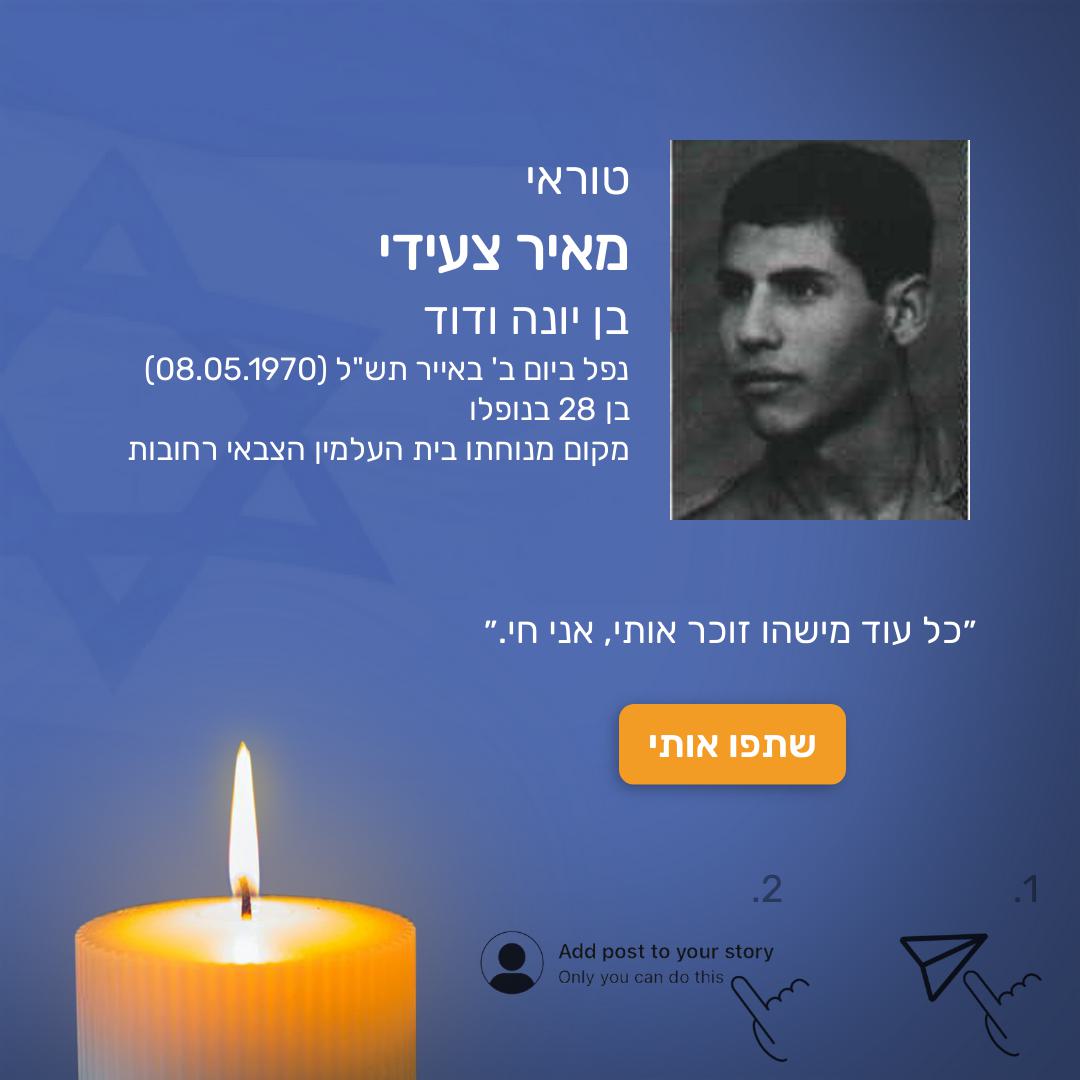 טוראי
מאיר צעידי
בן יונה ודוד
נפל ביום ב' באייר תש"ל (08.05.1970)
בן 28 בנופלו
מקום מנוחתו בית העלמין הצבאי רחובות
״כל עוד מישהו זוכר אותי, אני חי.״
שתפו אותי
.1
.2
Add post to your story
Only you can do this